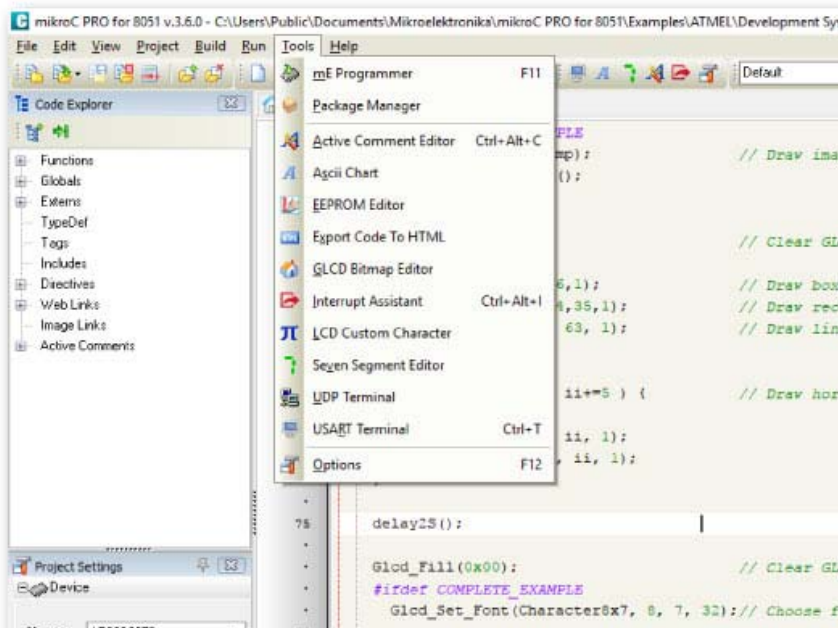 mikroC PRO for 8051 v.3.6.0 - C:\Users\Public\Documents\Mikroelektronika\mikroC PRO for 8051\Examples\ATMEL\Development Sy
File Edit View Project Build Run Tools Help
Default
Code Explorer
Functions
Globals
Externs
TypeDef
Tags
Includes
Directives
Web Links
Image Links
Active Comments
mE Programmer F11
Package Manager
Active Comment Editor Ctrl+Alt+C
Ascii Chart
EEPROM Editor
Export Code To HTML
GLCD Bitmap Editor
Interrupt Assistant Ctrl+Alt+I
LCD Custom Character
Seven Segment Editor
UDP Terminal
USART Terminal Ctrl+T
Options F12
PLE
mp); // Draw ima
();
// Clear GL
6,1); // Draw box
4,35,1); // Draw rec
63, 1); // Draw lin
ii+=5 ) { // Draw hor
ii, 1);
, ii, 1);
75 delay2S();
Glcd_Fill(0x00); // Clear GL
#ifdef COMPLETE_EXAMPLE
Glcd_Set_Font(Character8x7, 8, 7, 32);// Choose f
Project Settings
Device